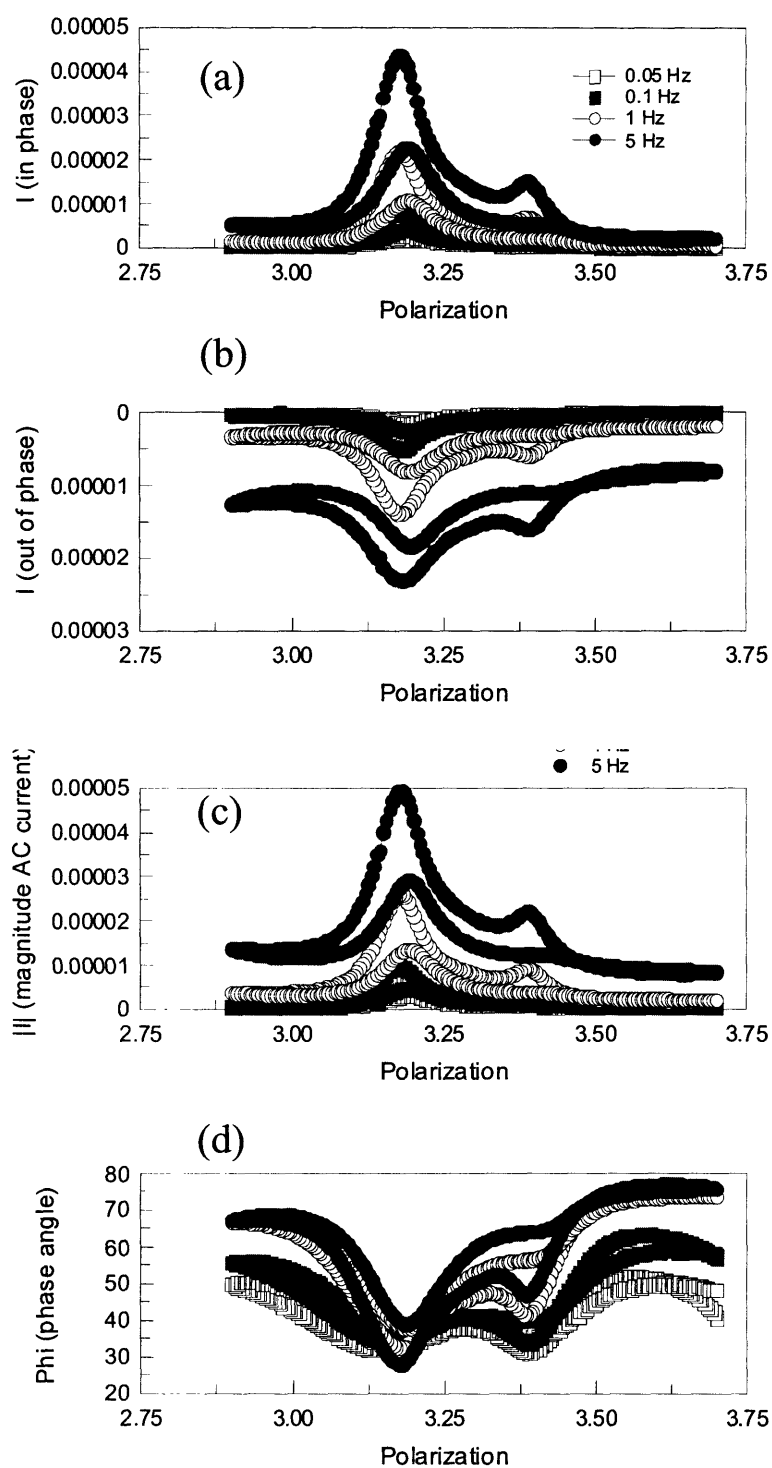 (a)
0.00005
0.00004
0.00003
0.00002
0.00001
0
I (in phase)
0.05 Hz
0.1 Hz
1 Hz
5 Hz
2.75 3.00 3.25 3.50 3.75
Polarization
(b)
0
0.00001
0.00002
0.00003
I (out of phase)
2.75 3.00 3.25 3.50 3.75
Polarization
5 Hz
(c)
0.00005
0.00004
0.00003
0.00002
0.00001
0
|I| (magnitude AC current)
2.75 3.00 3.25 3.50 3.75
Polarization
(d)
80
70
60
50
40
30
20
Phi (phase angle)
2.75 3.00 3.25 3.50 3.75
Polarization